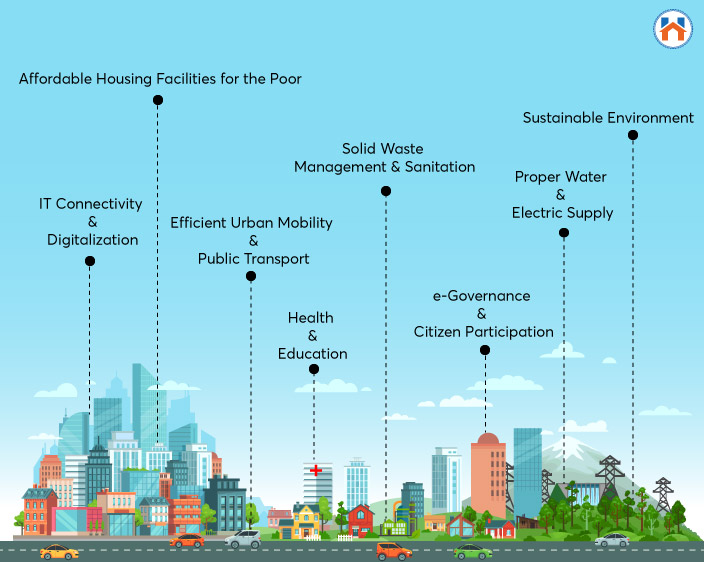 Affordable Housing Facilities for the Poor
Sustainable Environment
Solid Waste
Management & Sanitation
Proper Water
&
Electric Supply
IT Connectivity
&
Digitalization
Efficient Urban Mobility
&
Public Transport
e-Governance
&
Citizen Participation
Health
&
Education